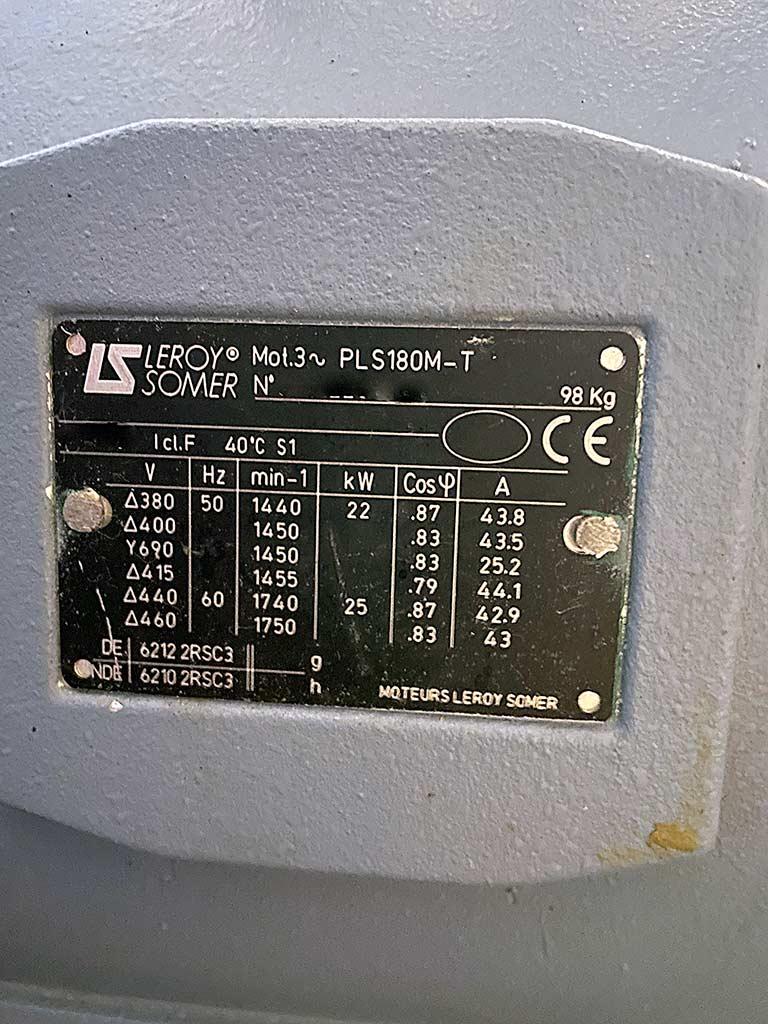 LS LEROY® SOMER Mot.3~ PLS180M-T
N° 98 Kg
I cl.F 40°C S1 CE
V Hz min-1 kW Cosφ A
Δ380 50 1440 22 .87 43.8
Δ400 1450 .83 43.5
Y690 1450 .83 25.2
Δ415 1455 .79 44.1
Δ440 60 1740 25 .87 42.9
Δ460 1750 .83 43
DE 6212 2RSC3 g
NDE 6210 2RSC3 h
MOTEURS LEROY SOMER